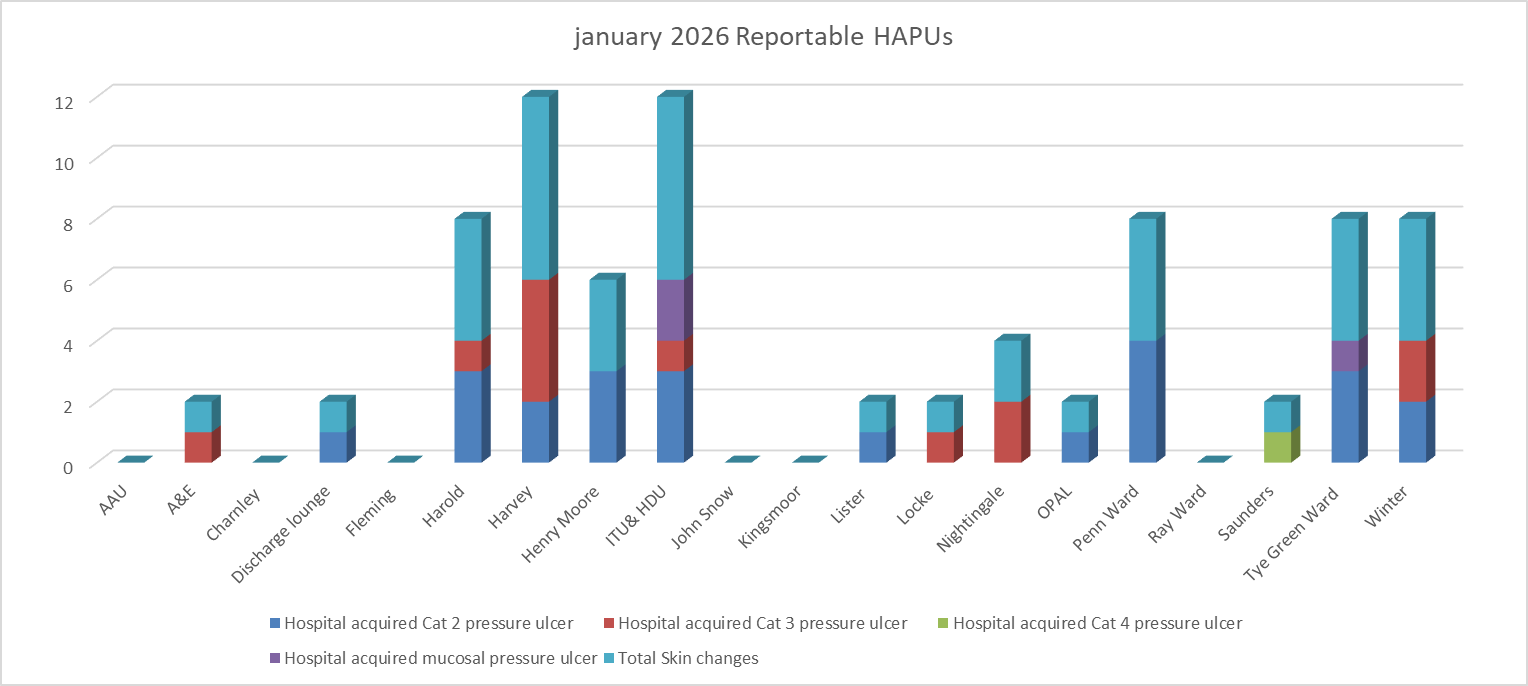 january 2026 Reportable HAPUs
12
10
8
6
4
2
0
AAU
A&E
Charnley
Discharge lounge
Fleming
Harold
Harvey
Henry Moore
ITU& HDU
John Snow
Kingsmoor
Lister
Locke
Nightingale
OPAL
Penn Ward
Ray Ward
Saunders
Tye Green Ward
Winter
Hospital acquired Cat 2 pressure ulcer
Hospital acquired Cat 3 pressure ulcer
Hospital acquired Cat 4 pressure ulcer
Hospital acquired mucosal pressure ulcer
Total Skin changes